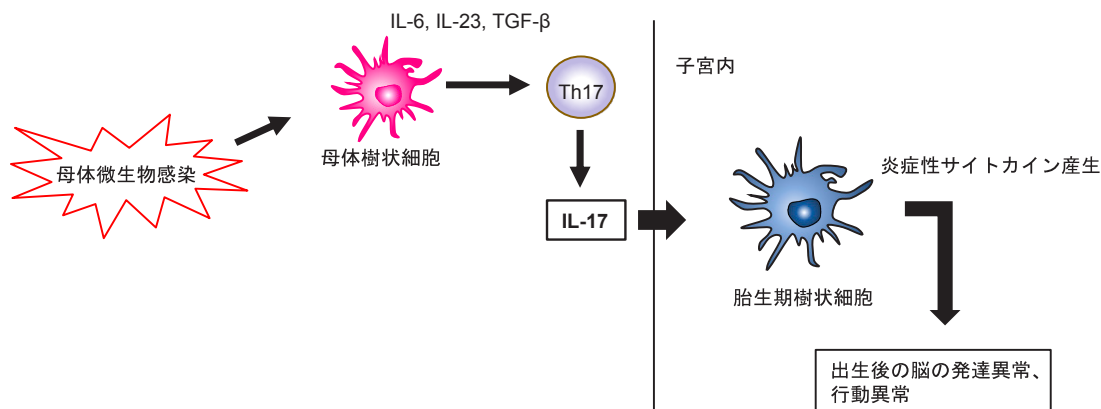 IL-6, IL-23, TGF-β
子宮内
Th17
母体樹状細胞
母体微生物感染
炎症性サイトカイン産生
IL-17
胎生期樹状細胞
出生後の脳の発達異常、
行動異常